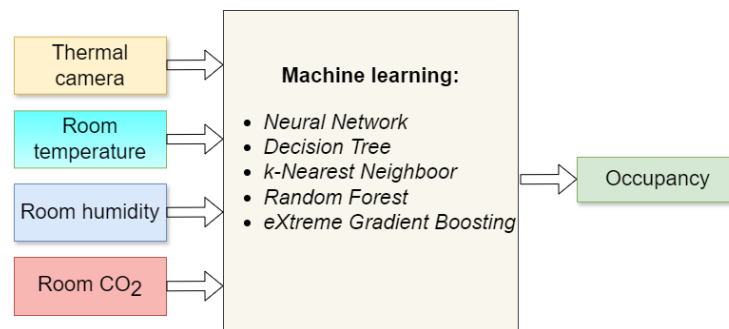 Thermal
camera
Room
temperature
Room humidity
Room CO2
Machine learning:
• Neural Network
• Decision Tree
• k-Nearest Neighboor
• Random Forest
• eXtreme Gradient Boosting
Occupancy